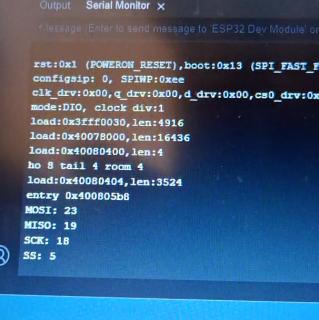 Output Serial Monitor ×
Message (Enter to send message to 'ESP32 Dev Module' on
rst:0x1 (POWERON_RESET),boot:0x13 (SPI_FAST_F
configsip: 0, SPIWP:0xee
clk_drv:0x00,q_drv:0x00,d_drv:0x00,cs0_drv:0x
mode:DIO, clock div:1
load:0x3fff0030,len:4916
load:0x40078000,len:16436
load:0x40080400,len:4
ho 8 tail 4 room 4
load:0x40080404,len:3524
entry 0x400805b8
MOSI: 23
MISO: 19
SCK: 18
SS: 5